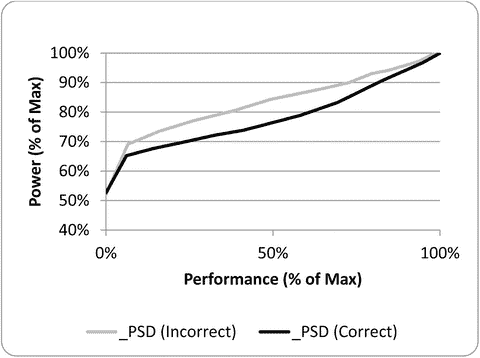 100%
90%
80%
70%
60%
50%
40%
Power (% of Max)
0%
50%
100%
Performance (% of Max)
_PSD (Incorrect)
_PSD (Correct)